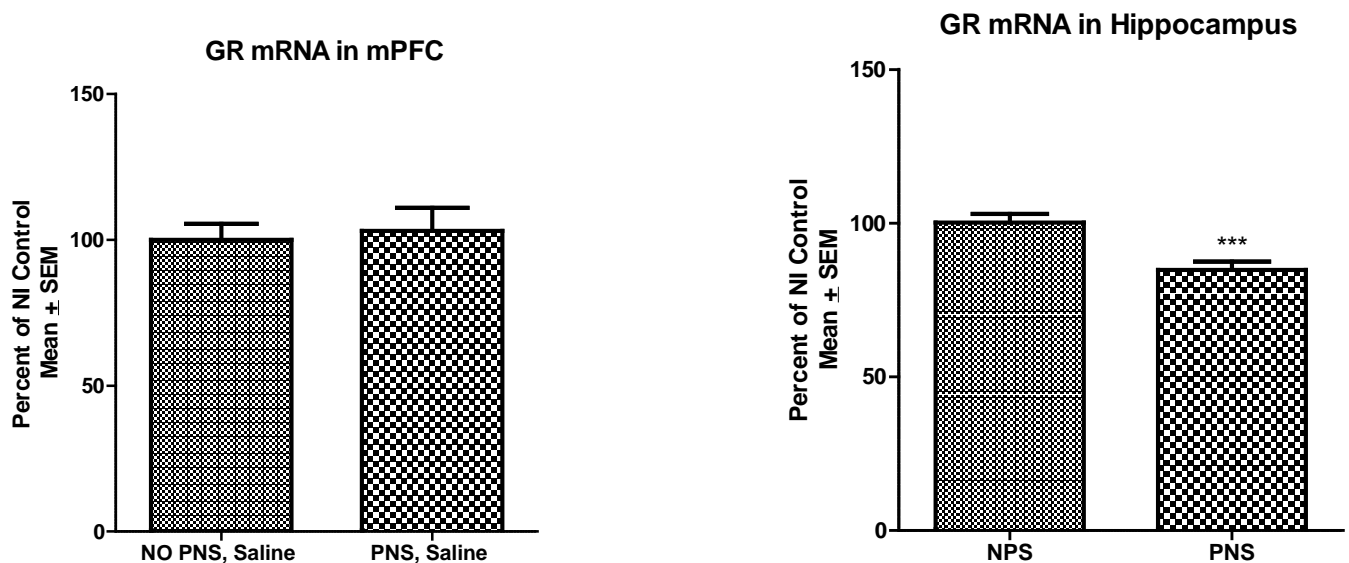 GR mRNA in mPFC
Percent of NI Control
Mean ± SEM
150
100
50
0
NO PNS, Saline
PNS, Saline
GR mRNA in Hippocampus
Percent of NI Control
Mean ± SEM
150
100
50
0
***
NPS
PNS